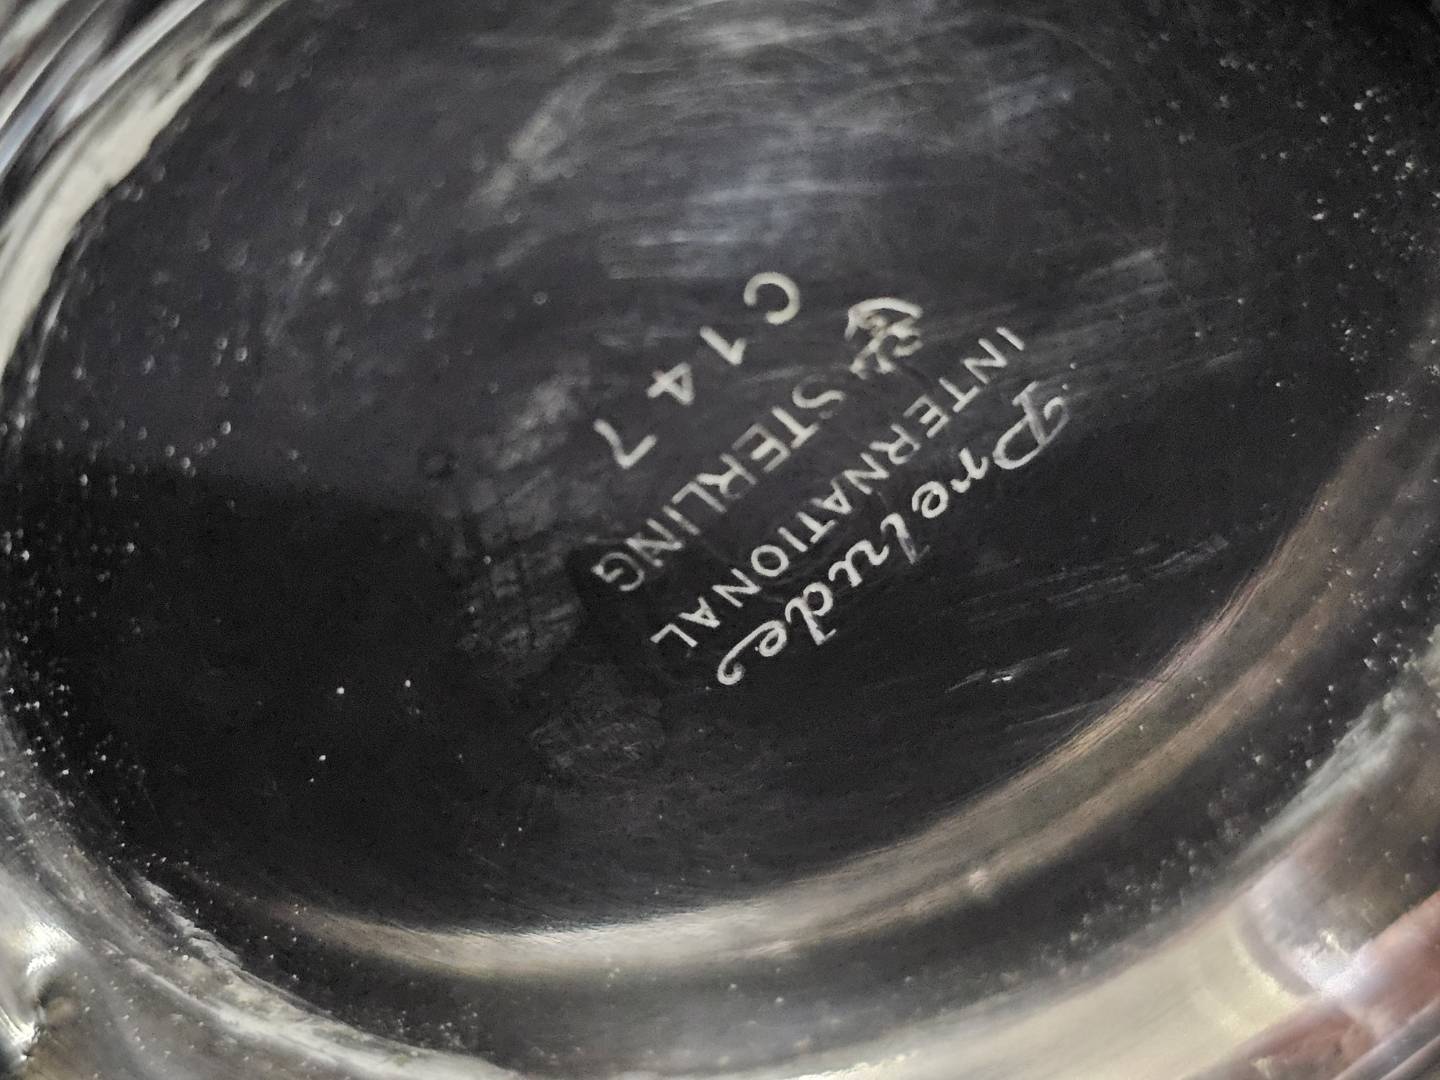 Prelude
INTERNATIONAL
STERLING
C147